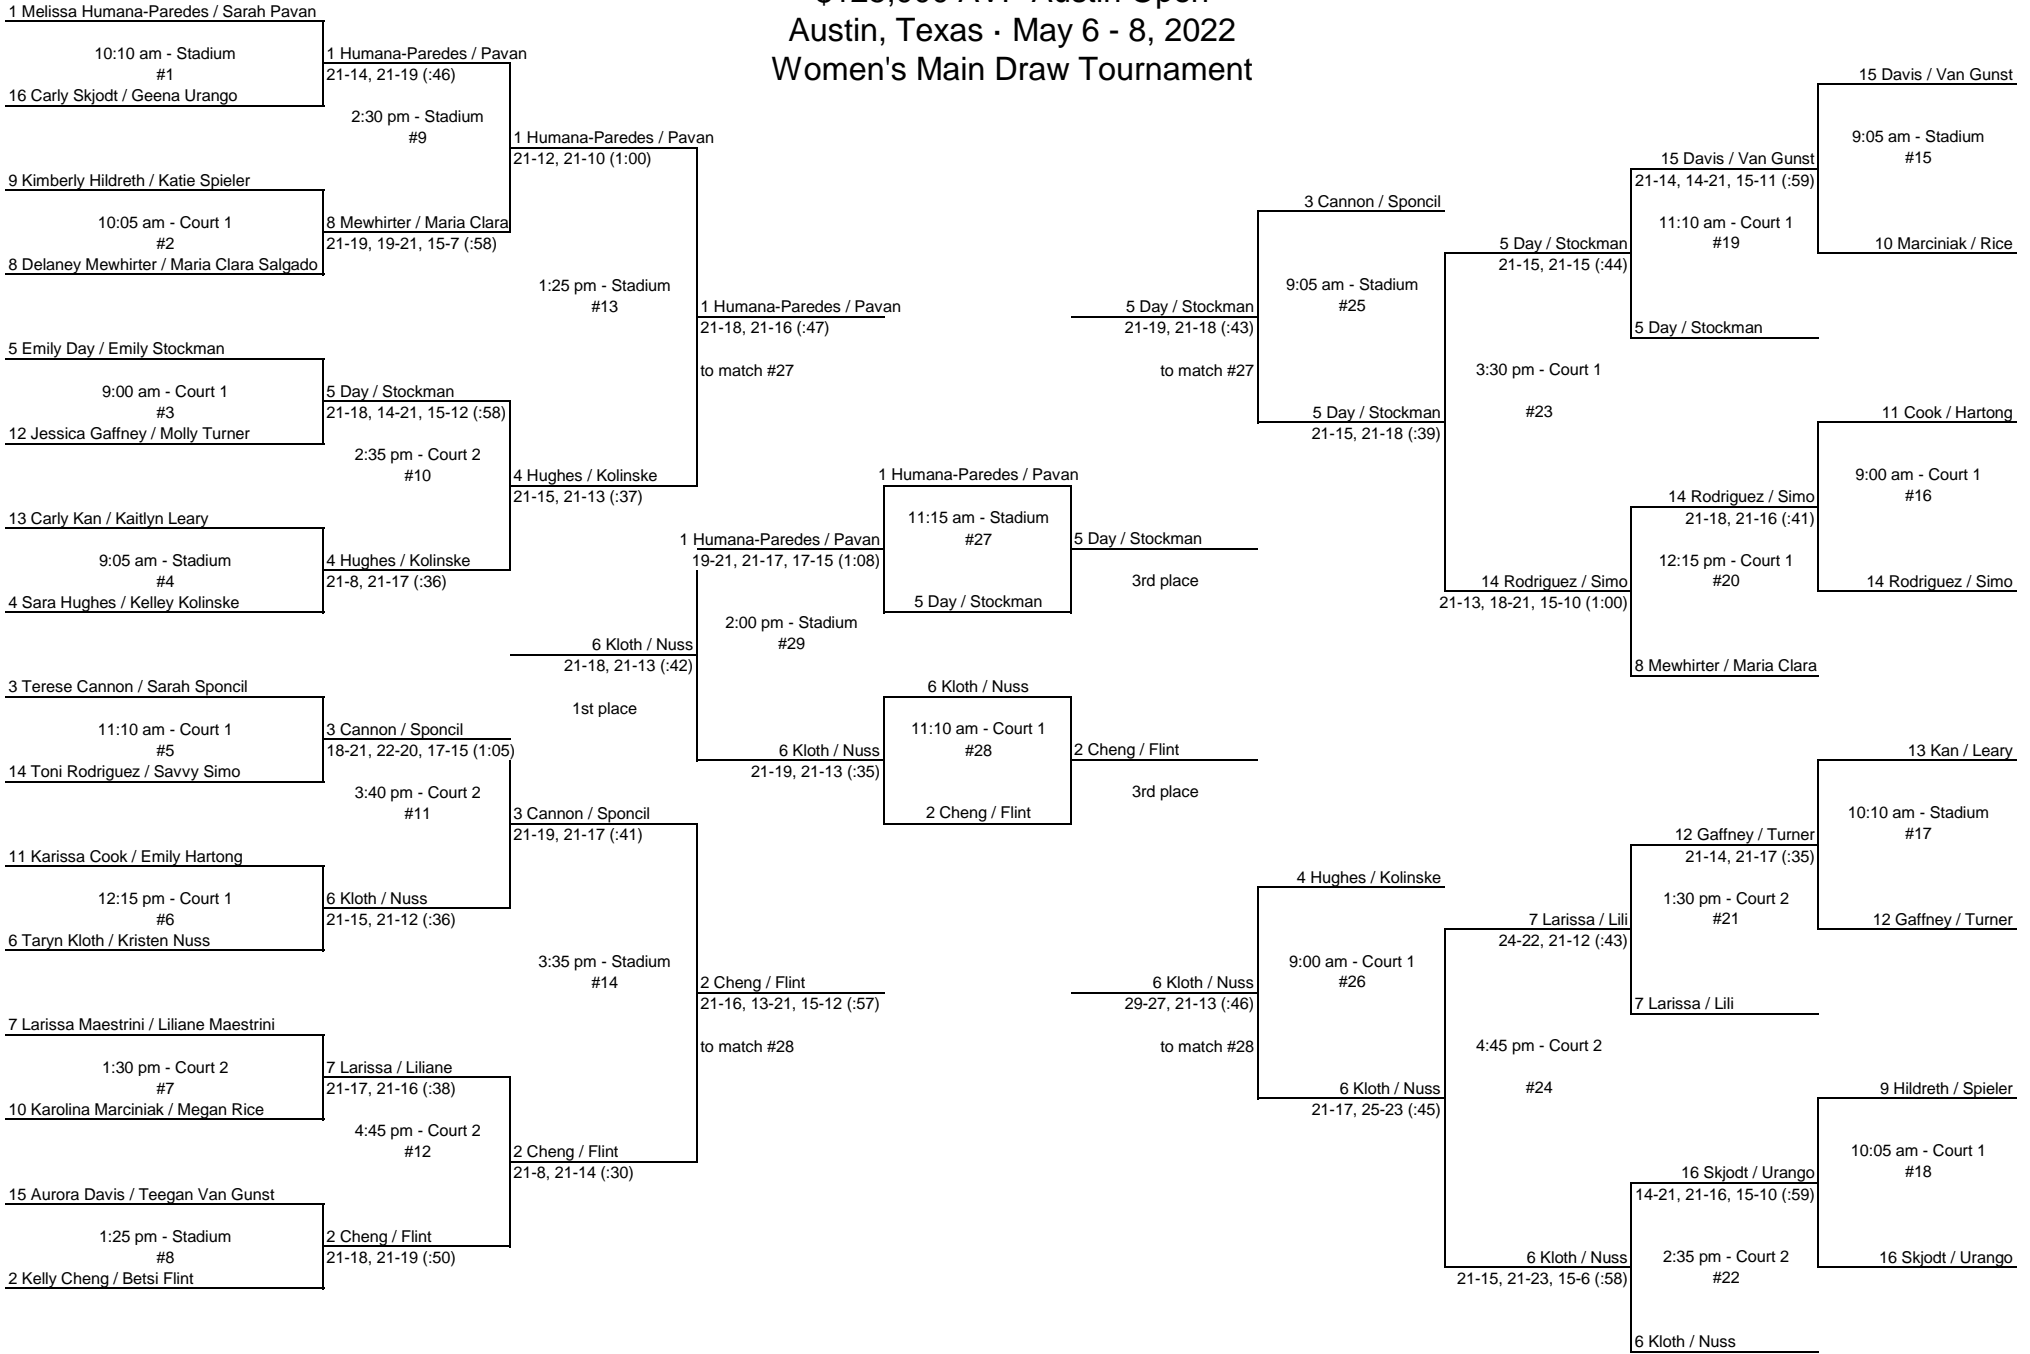 Austin, Texas · May 6 - 8, 2022
Women's Main Draw Tournament
1 Melissa Humana-Paredes / Sarah Pavan
10:10 am - Stadium
#1
16 Carly Skjodt / Geena Urango
9 Kimberly Hildreth / Katie Spieler
10:05 am - Court 1
#2
8 Delaney Mewhirter / Maria Clara Salgado
5 Emily Day / Emily Stockman
9:00 am - Court 1
#3
12 Jessica Gaffney / Molly Turner
13 Carly Kan / Kaitlyn Leary
9:05 am - Stadium
#4
4 Sara Hughes / Kelley Kolinske
3 Terese Cannon / Sarah Sponcil
11:10 am - Court 1
#5
14 Toni Rodriguez / Savvy Simo
11 Karissa Cook / Emily Hartong
12:15 pm - Court 1
#6
6 Taryn Kloth / Kristen Nuss
7 Larissa Maestrini / Liliane Maestrini
1:30 pm - Court 2
#7
10 Karolina Marciniak / Megan Rice
15 Aurora Davis / Teegan Van Gunst
1:25 pm - Stadium
#8
2 Kelly Cheng / Betsi Flint
1 Humana-Paredes / Pavan
21-14, 21-19 (:46)
2:30 pm - Stadium
#9
8 Mewhirter / Maria Clara
21-19, 19-21, 15-7 (:58)
5 Day / Stockman
21-18, 14-21, 15-12 (:58)
2:35 pm - Court 2
#10
4 Hughes / Kolinske
21-8, 21-17 (:36)
3 Cannon / Sponcil
18-21, 22-20, 17-15 (1:05)
3:40 pm - Court 2
#11
6 Kloth / Nuss
21-15, 21-12 (:36)
7 Larissa / Liliane
21-17, 21-16 (:38)
4:45 pm - Court 2
#12
2 Cheng / Flint
21-18, 21-19 (:50)
1 Humana-Paredes / Pavan
21-12, 21-10 (1:00)
1:25 pm - Stadium
#13
4 Hughes / Kolinske
21-15, 21-13 (:37)
3 Cannon / Sponcil
21-19, 21-17 (:41)
3:35 pm - Stadium
#14
2 Cheng / Flint
21-8, 21-14 (:30)
1 Humana-Paredes / Pavan
21-18, 21-16 (:47)
to match #27
2 Cheng / Flint
21-16, 13-21, 15-12 (:57)
to match #28
6 Kloth / Nuss
21-18, 21-13 (:42)
1st place
1 Humana-Paredes / Pavan
19-21, 21-17, 17-15 (1:08)
2:00 pm - Stadium
#29
6 Kloth / Nuss
21-19, 21-13 (:35)
1 Humana-Paredes / Pavan
11:15 am - Stadium
#27
5 Day / Stockman
6 Kloth / Nuss
11:10 am - Court 1
#28
2 Cheng / Flint
5 Day / Stockman
3rd place
2 Cheng / Flint
3rd place
5 Day / Stockman
21-19, 21-18 (:43)
to match #27
6 Kloth / Nuss
29-27, 21-13 (:46)
to match #28
3 Cannon / Sponcil
9:05 am - Stadium
#25
5 Day / Stockman
21-15, 21-18 (:39)
4 Hughes / Kolinske
9:00 am - Court 1
#26
6 Kloth / Nuss
21-17, 25-23 (:45)
5 Day / Stockman
21-15, 21-15 (:44)
3:30 pm - Court 1
#23
14 Rodriguez / Simo
21-13, 18-21, 15-10 (1:00)
7 Larissa / Lili
24-22, 21-12 (:43)
4:45 pm - Court 2
#24
6 Kloth / Nuss
21-15, 21-23, 15-6 (:58)
15 Davis / Van Gunst
21-14, 14-21, 15-11 (:59)
11:10 am - Court 1
#19
5 Day / Stockman
14 Rodriguez / Simo
21-18, 21-16 (:41)
12:15 pm - Court 1
#20
8 Mewhirter / Maria Clara
12 Gaffney / Turner
21-14, 21-17 (:35)
1:30 pm - Court 2
#21
7 Larissa / Lili
16 Skjodt / Urango
14-21, 21-16, 15-10 (:59)
2:35 pm - Court 2
#22
6 Kloth / Nuss
15 Davis / Van Gunst
9:05 am - Stadium
#15
10 Marciniak / Rice
11 Cook / Hartong
9:00 am - Court 1
#16
14 Rodriguez / Simo
13 Kan / Leary
10:10 am - Stadium
#17
12 Gaffney / Turner
9 Hildreth / Spieler
10:05 am - Court 1
#18
16 Skjodt / Urango